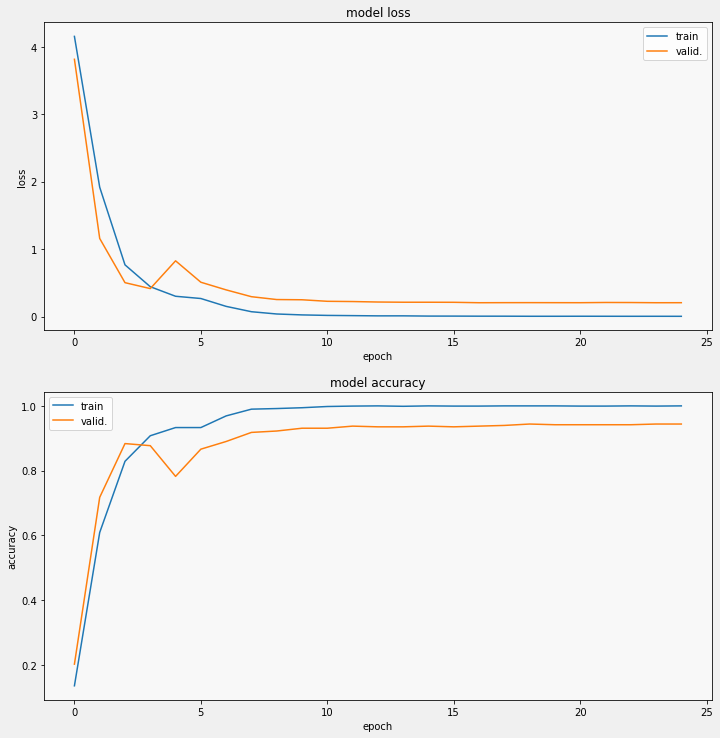 model loss
train
valid.
4
3
2
1
0
loss
0 5 10 15 20 25
epoch
model accuracy
train
valid.
1.0
0.8
0.6
0.4
0.2
accuracy
0 5 10 15 20 25
epoch